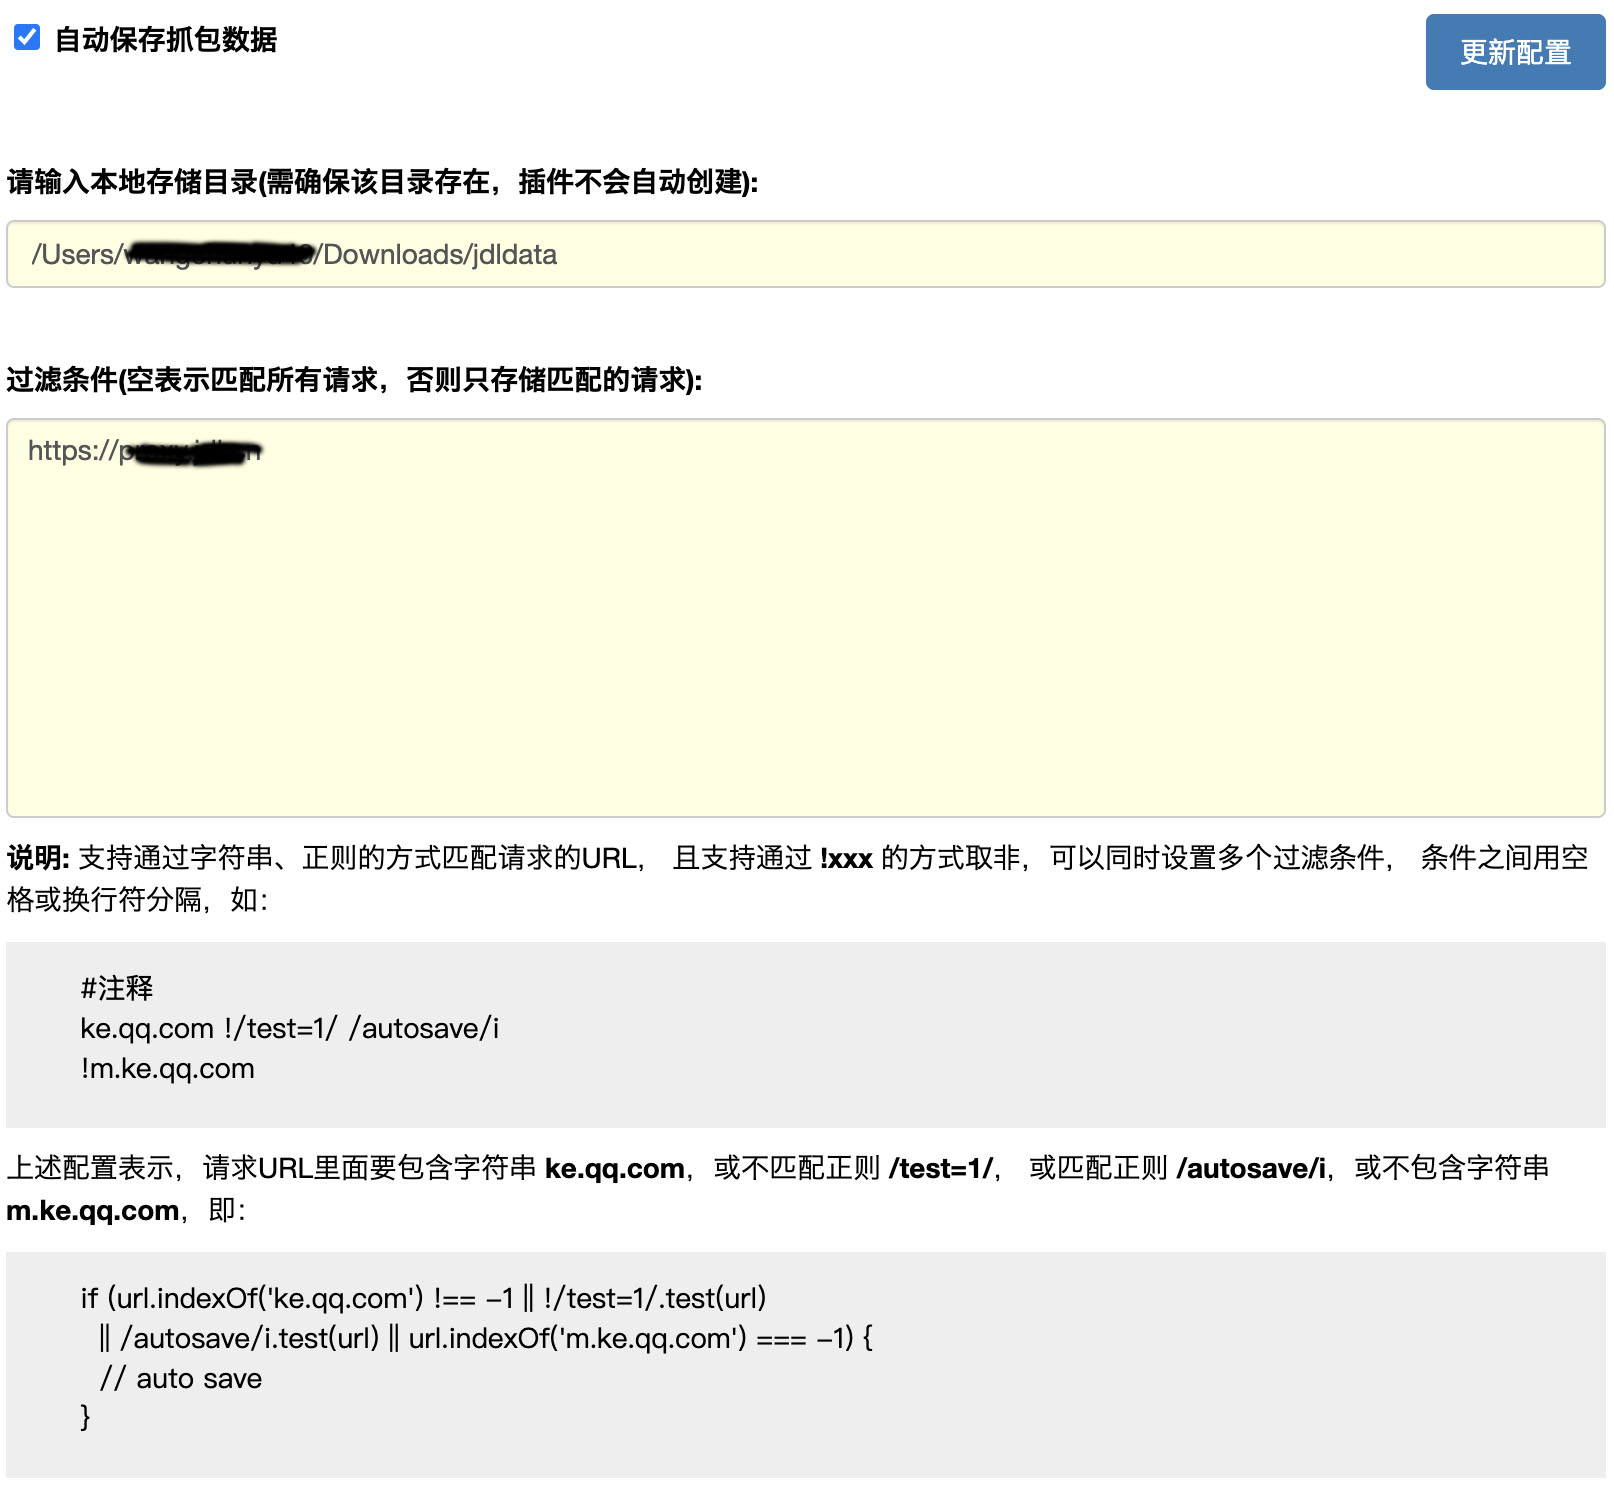 自动保存抓包数据
更新配置
请输入本地存储目录(需确保该目录存在，插件不会自动创建):
/Users/ /Downloads/jdldata
过滤条件(空表示匹配所有请求，否则只存储匹配的请求):
https://
说明: 支持通过字符串、正则的方式匹配请求的URL， 且支持通过 !xxx 的方式取非，可以同时设置多个过滤条件， 条件之间用空
格或换行符分隔，如：
#注释
ke.qq.com !/test=1/ /autosave/i
!m.ke.qq.com
上述配置表示，请求URL里面要包含字符串 ke.qq.com，或不匹配正则 /test=1/， 或匹配正则 /autosave/i，或不包含字符串
m.ke.qq.com，即：
if (url.indexOf('ke.qq.com') !== -1 || !/test=1/.test(url)
|| /autosave/i.test(url) || url.indexOf('m.ke.qq.com') === -1) {
// auto save
}